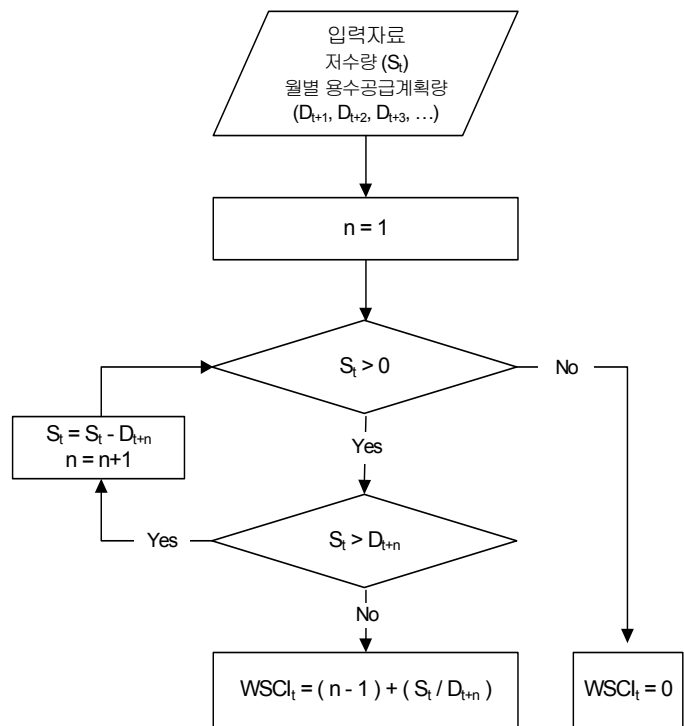 입력자료
저수량 (Sₜ)
월별 용수공급계획량
(Dₜ₊₁, Dₜ₊₂, Dₜ₊₃, …)
n = 1
Sₜ > 0
No
Yes
Sₜ = Sₜ - Dₜ₊ₙ
n = n+1
Sₜ > Dₜ₊ₙ
Yes
No
WSCIₜ = ( n - 1 ) + ( Sₜ / Dₜ₊ₙ )
WSCIₜ = 0